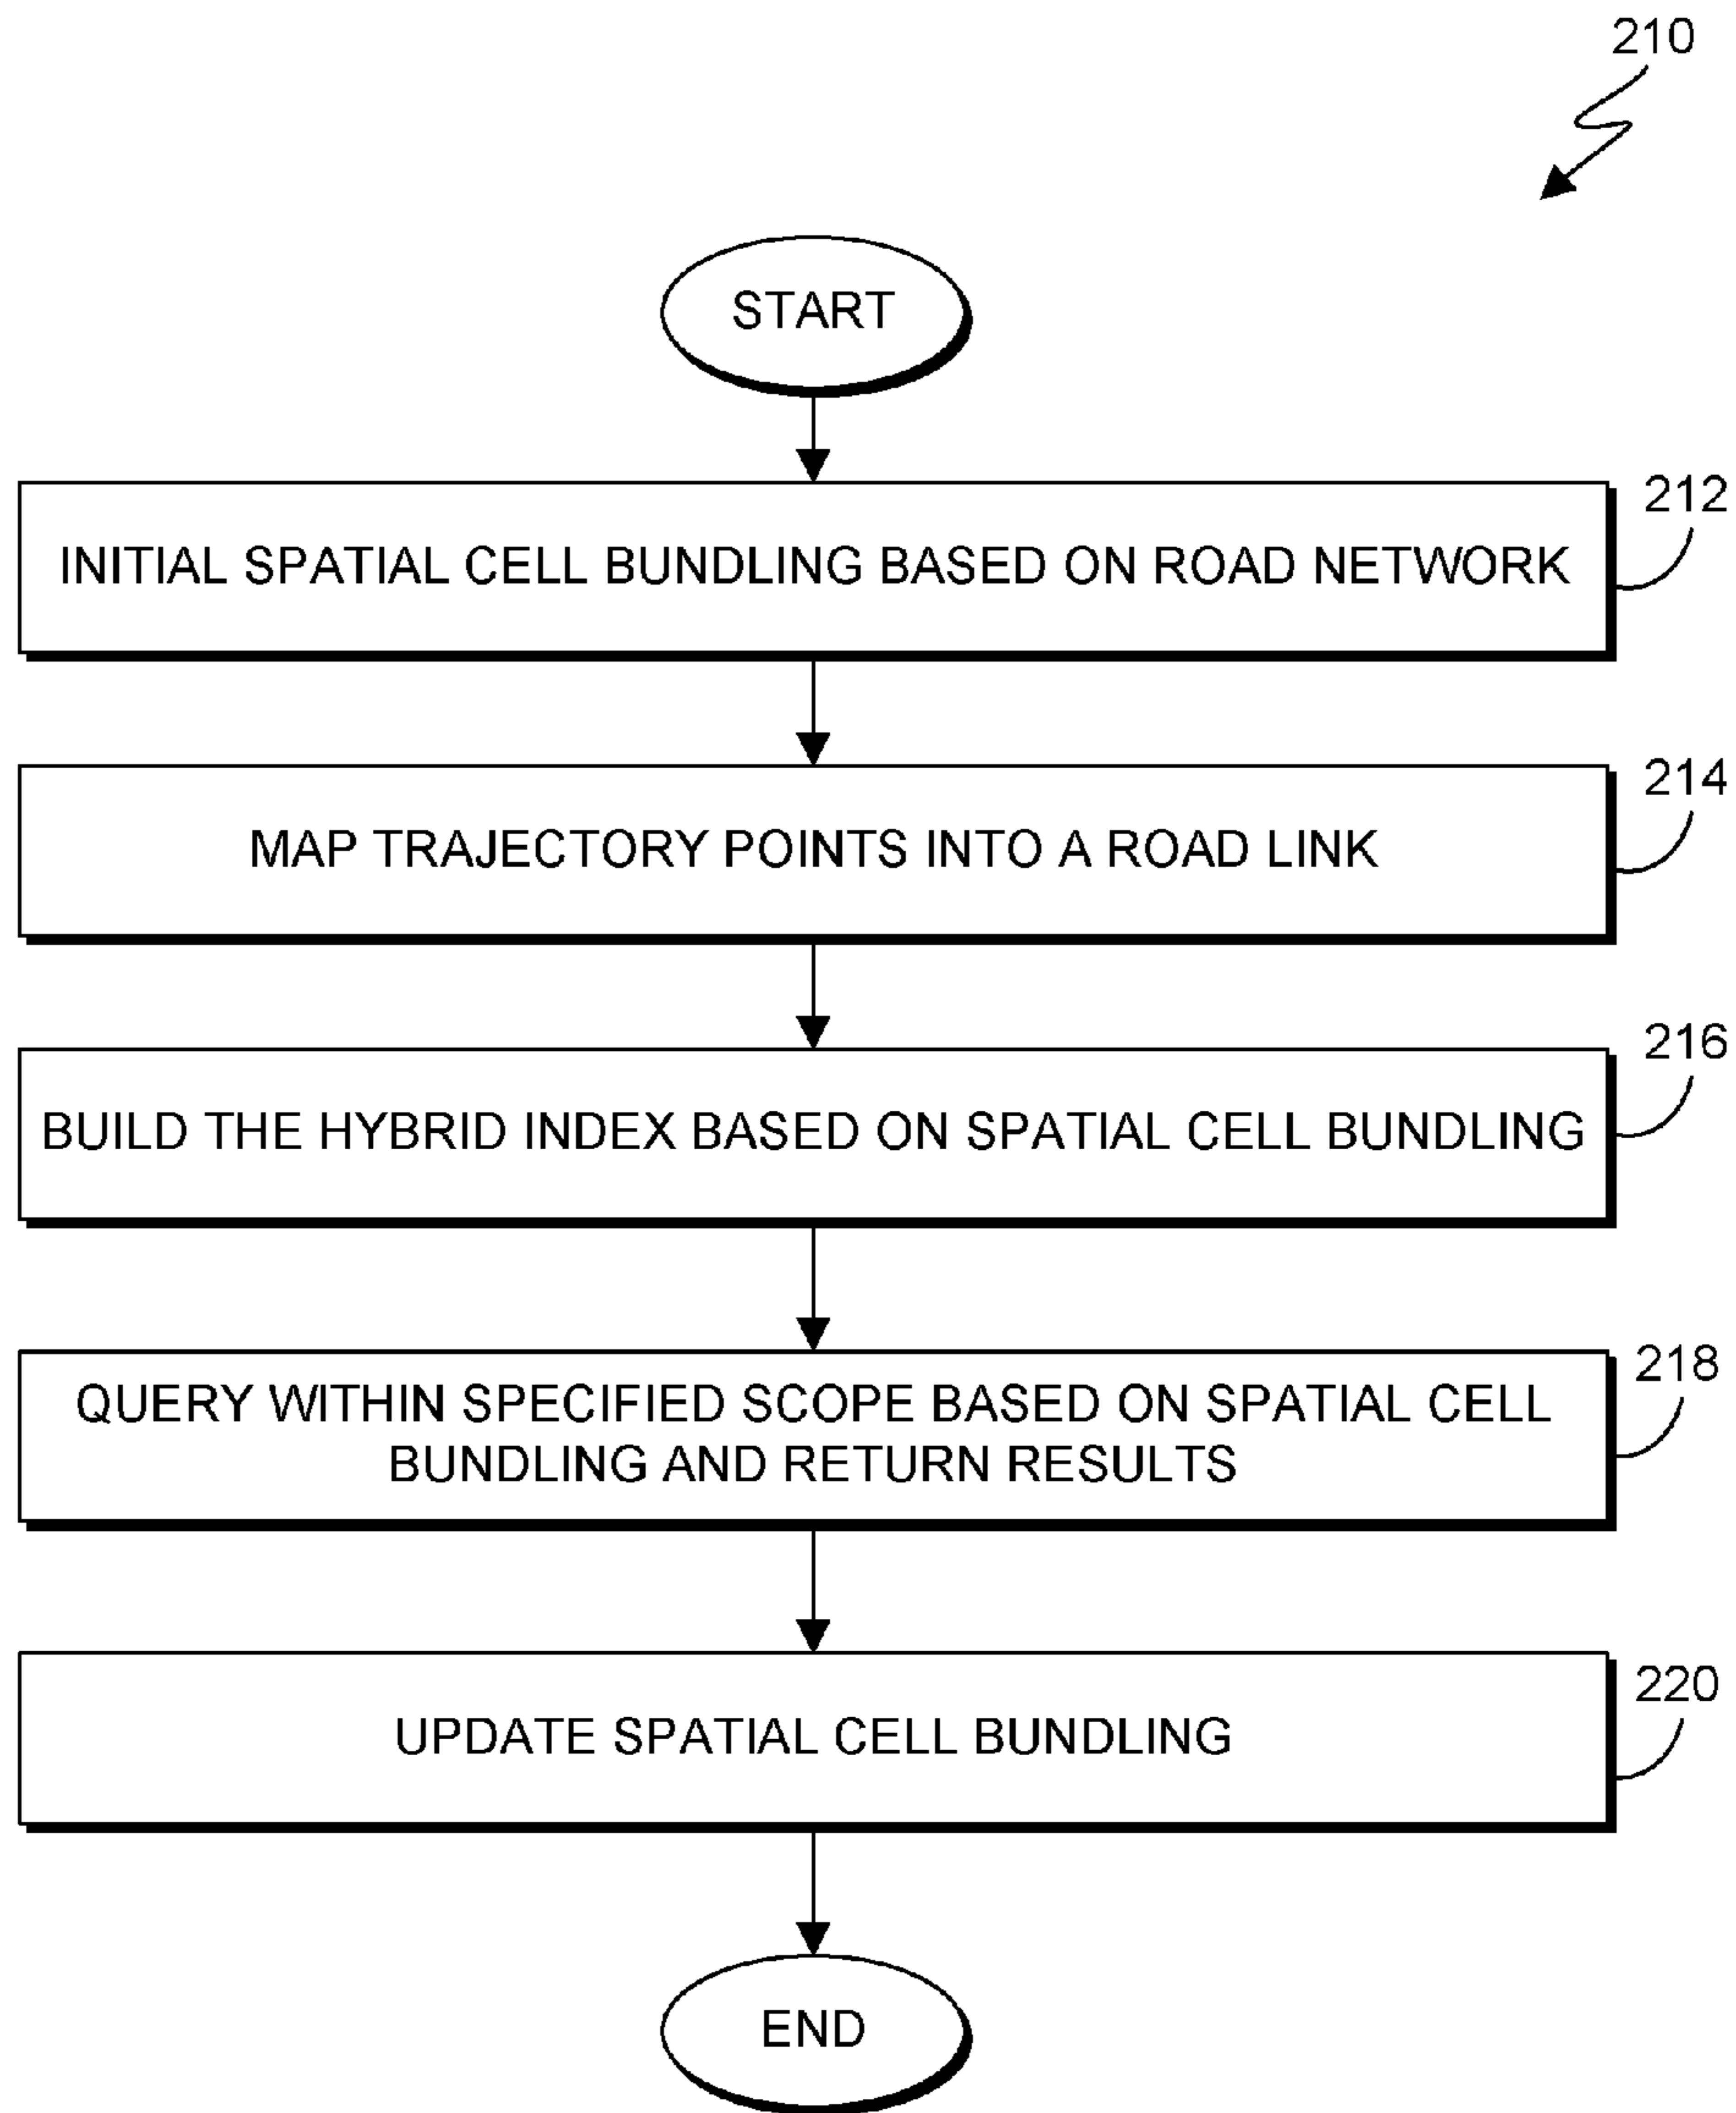 210
START
INITIAL SPATIAL CELL BUNDLING BASED ON ROAD NETWORK
212
MAP TRAJECTORY POINTS INTO A ROAD LINK
214
BUILD THE HYBRID INDEX BASED ON SPATIAL CELL BUNDLING
216
QUERY WITHIN SPECIFIED SCOPE BASED ON SPATIAL CELL
BUNDLING AND RETURN RESULTS
218
UPDATE SPATIAL CELL BUNDLING
220
END